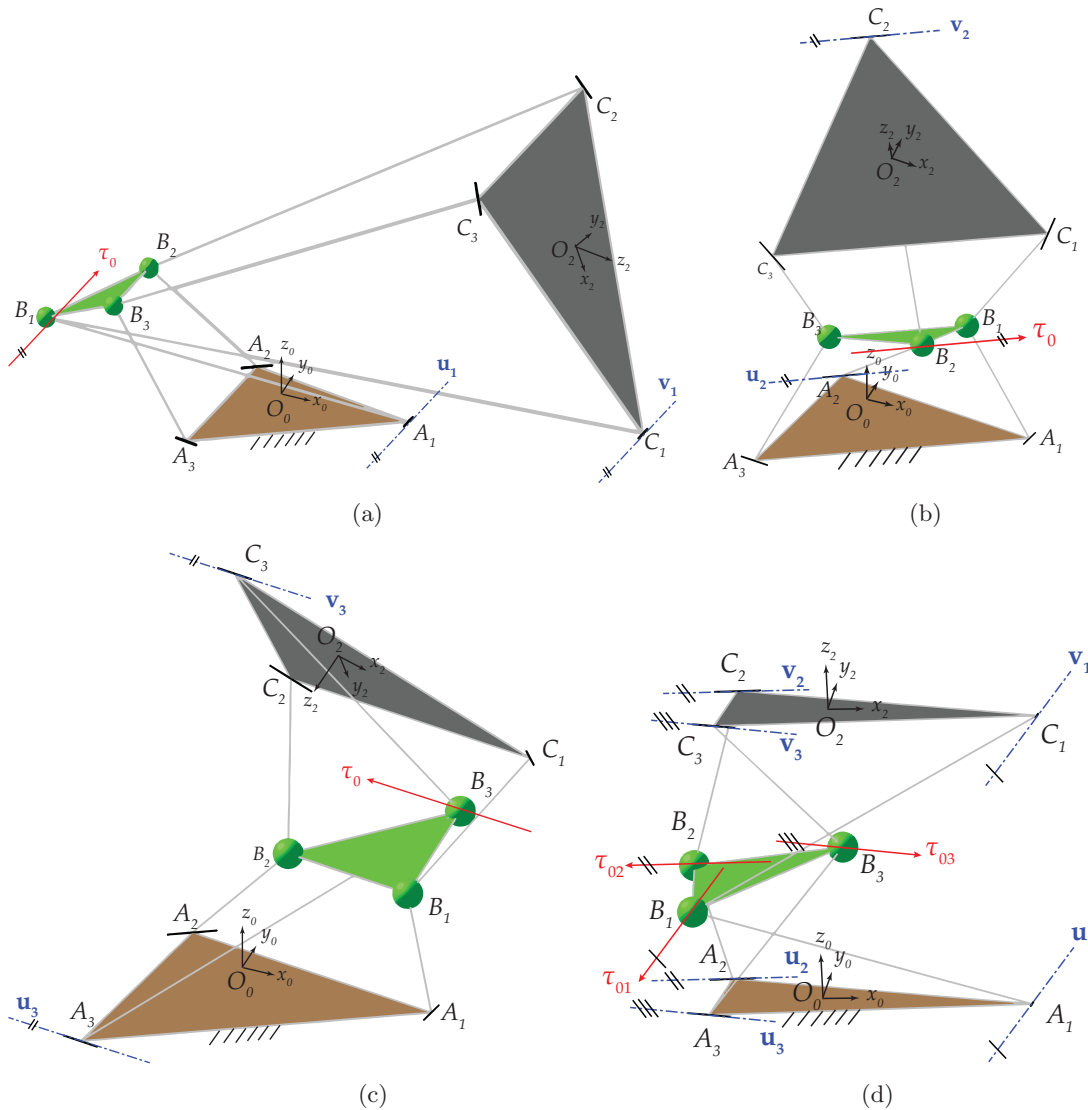 C₂
C₃
y₂
O₂
z₂
x₂
τ₀
B₂
B₁
B₃
A₂
z₀
y₀
O₀
x₀
u₁
v₁
A₃
A₁
C₁
(a)
C₂
v₂
z₂
y₂
O₂
x₂
C₃
C₁
B₃
B₁
B₂
τ₀
u₂
z₀
y₀
A₂
O₀
x₀
A₃
A₁
(b)
C₃
v₃
O₂
x₂
C₂
z₂
y₂
C₁
τ₀
B₃
B₂
B₁
A₂
z₀
y₀
O₀
x₀
u₃
A₃
A₁
(c)
v₁
C₂
v₂
z₂
y₂
x₂
O₂
C₃
v₃
C₁
B₂
τ₀₂
τ₀₃
B₃
B₁
τ₀₁
A₂
u₂
z₀
y₀
u
O₀
x₀
A₁
A₃
u₃
(d)